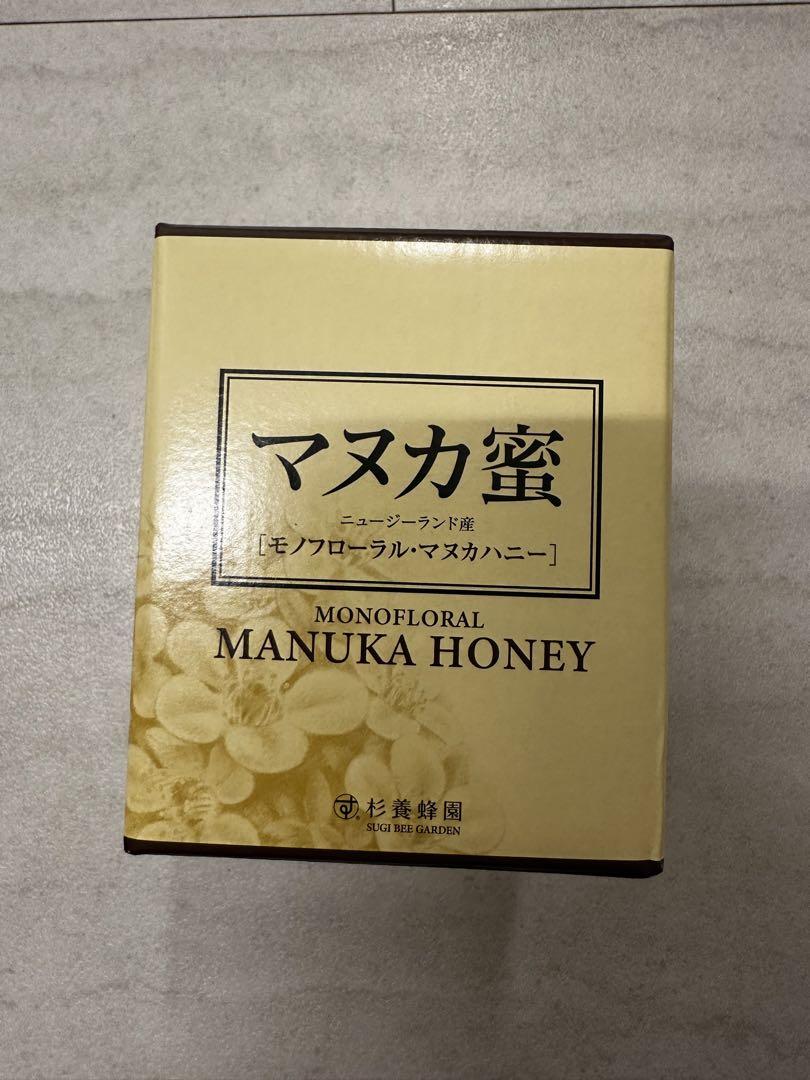 マヌカ蜜
ニュージーランド産
[モノフローラル・マヌカハニー]
MONOFLORAL
MANUKA HONEY
す® 杉養蜂園
SUGI BEE GARDEN